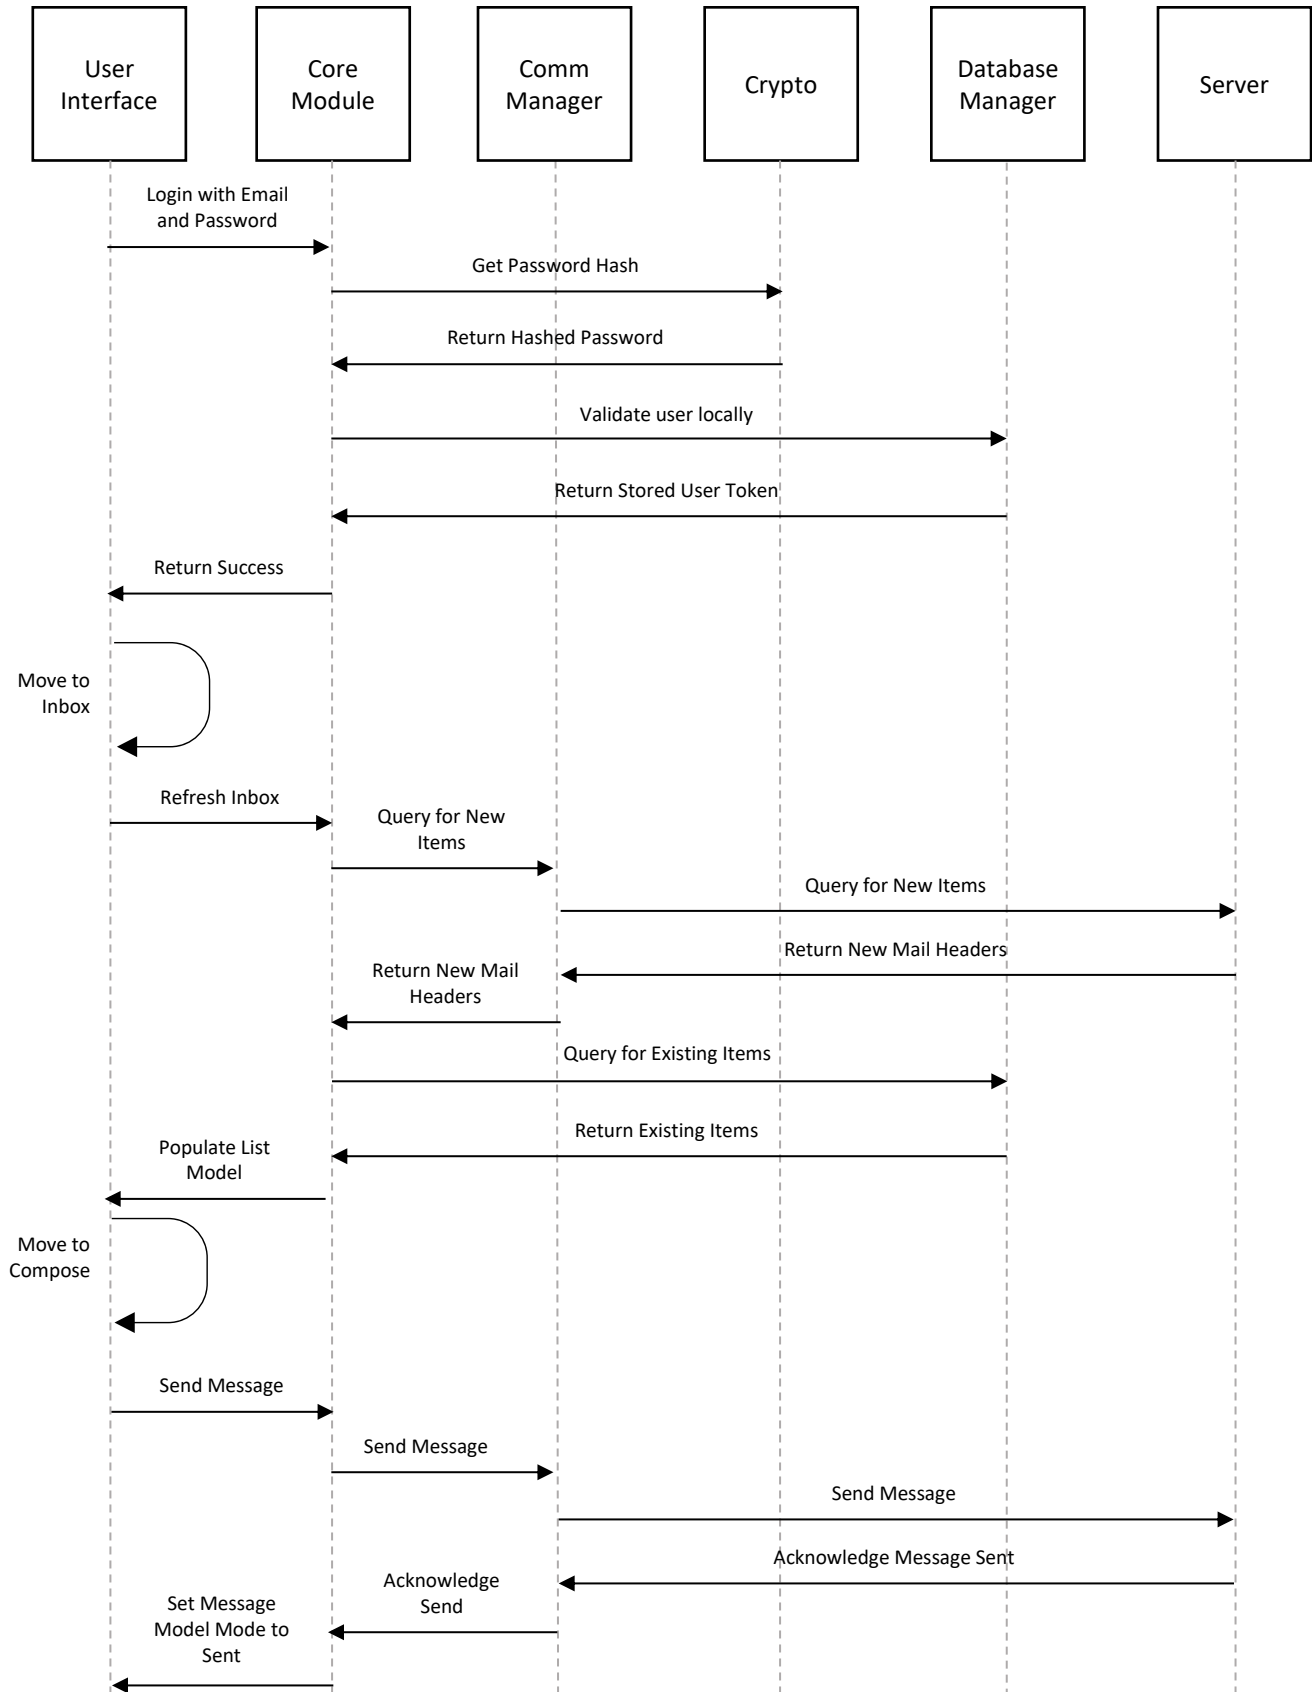 User
Interface
Core
Module
Comm
Manager
Crypto
Database
Manager
Server
Login with Email
and Password
Get Password Hash
Return Hashed Password
Validate user locally
Return Stored User Token
Return Success
Move to
Inbox
Refresh Inbox
Query for New
Items
Query for New Items
Return New Mail Headers
Return New Mail
Headers
Query for Existing Items
Return Existing Items
Populate List
Model
Move to
Compose
Send Message
Send Message
Send Message
Acknowledge Message Sent
Acknowledge
Send
Set Message
Model Mode to
Sent